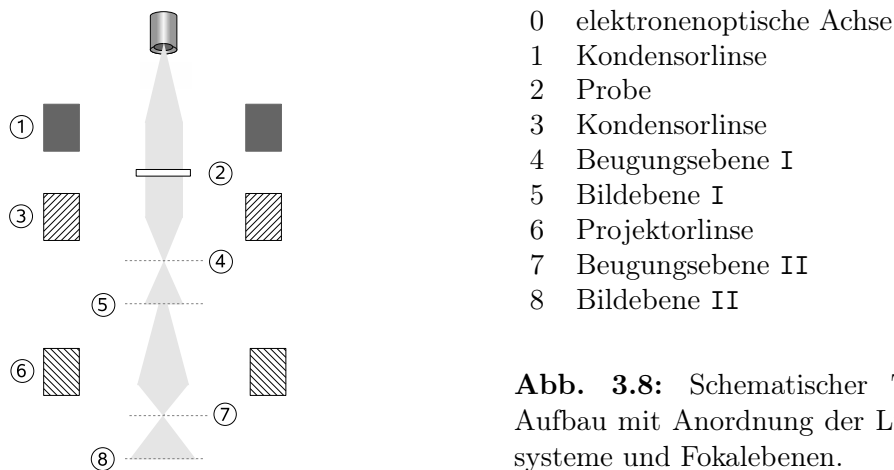 ①
②
③
④
⑤
⑥
⑦
⑧
0 elektronenoptische Achse
1 Kondensorlinse
2 Probe
3 Kondensorlinse
4 Beugungsebene I
5 Bildebene I
6 Projektorlinse
7 Beugungsebene II
8 Bildebene II
Abb. 3.8: Schematischer
Aufbau mit Anordnung der L
systeme und Fokalebenen.